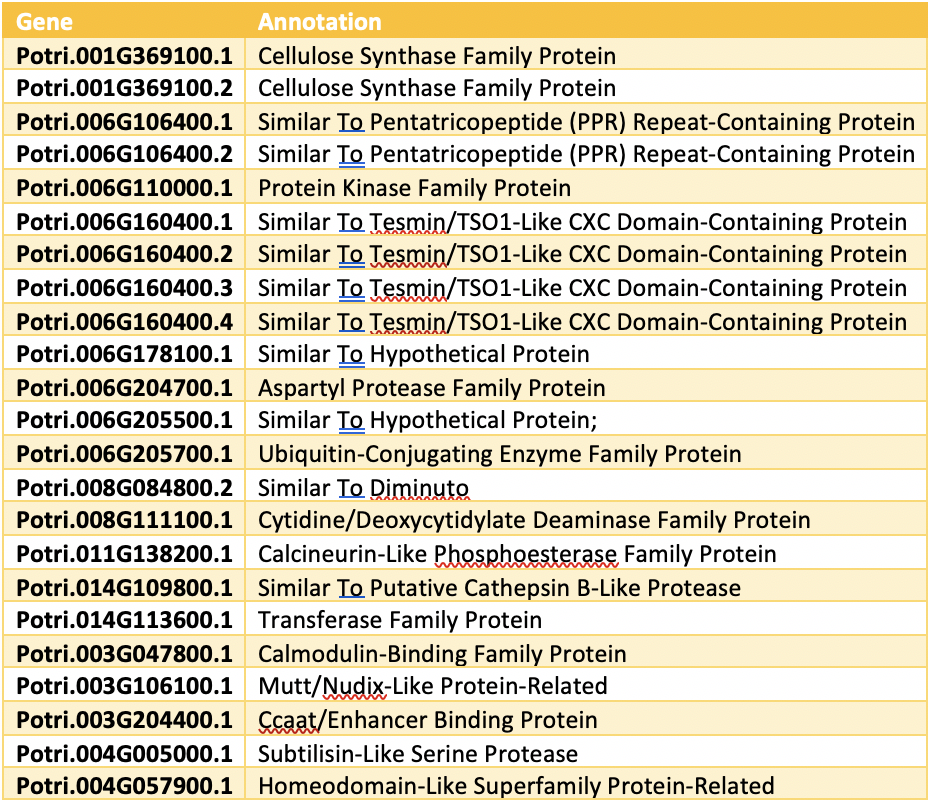 Gene Annotation
Potri.001G369100.1 Cellulose Synthase Family Protein
Potri.001G369100.2 Cellulose Synthase Family Protein
Potri.006G106400.1 Similar To Pentatricopeptide (PPR) Repeat-Containing Protein
Potri.006G106400.2 Similar To Pentatricopeptide (PPR) Repeat-Containing Protein
Potri.006G110000.1 Protein Kinase Family Protein
Potri.006G160400.1 Similar To Tesmin/TSO1-Like CXC Domain-Containing Protein
Potri.006G160400.2 Similar To Tesmin/TSO1-Like CXC Domain-Containing Protein
Potri.006G160400.3 Similar To Tesmin/TSO1-Like CXC Domain-Containing Protein
Potri.006G160400.4 Similar To Tesmin/TSO1-Like CXC Domain-Containing Protein
Potri.006G178100.1 Similar To Hypothetical Protein
Potri.006G204700.1 Aspartyl Protease Family Protein
Potri.006G205500.1 Similar To Hypothetical Protein;
Potri.006G205700.1 Ubiquitin-Conjugating Enzyme Family Protein
Potri.008G084800.2 Similar To Diminuto
Potri.008G111100.1 Cytidine/Deoxycytidylate Deaminase Family Protein
Potri.011G138200.1 Calcineurin-Like Phosphoesterase Family Protein
Potri.014G109800.1 Similar To Putative Cathepsin B-Like Protease
Potri.014G113600.1 Transferase Family Protein
Potri.003G047800.1 Calmodulin-Binding Family Protein
Potri.003G106100.1 Mutt/Nudix-Like Protein-Related
Potri.003G204400.1 Ccaat/Enhancer Binding Protein
Potri.004G005000.1 Subtilisin-Like Serine Protease
Potri.004G057900.1 Homeodomain-Like Superfamily Protein-Related